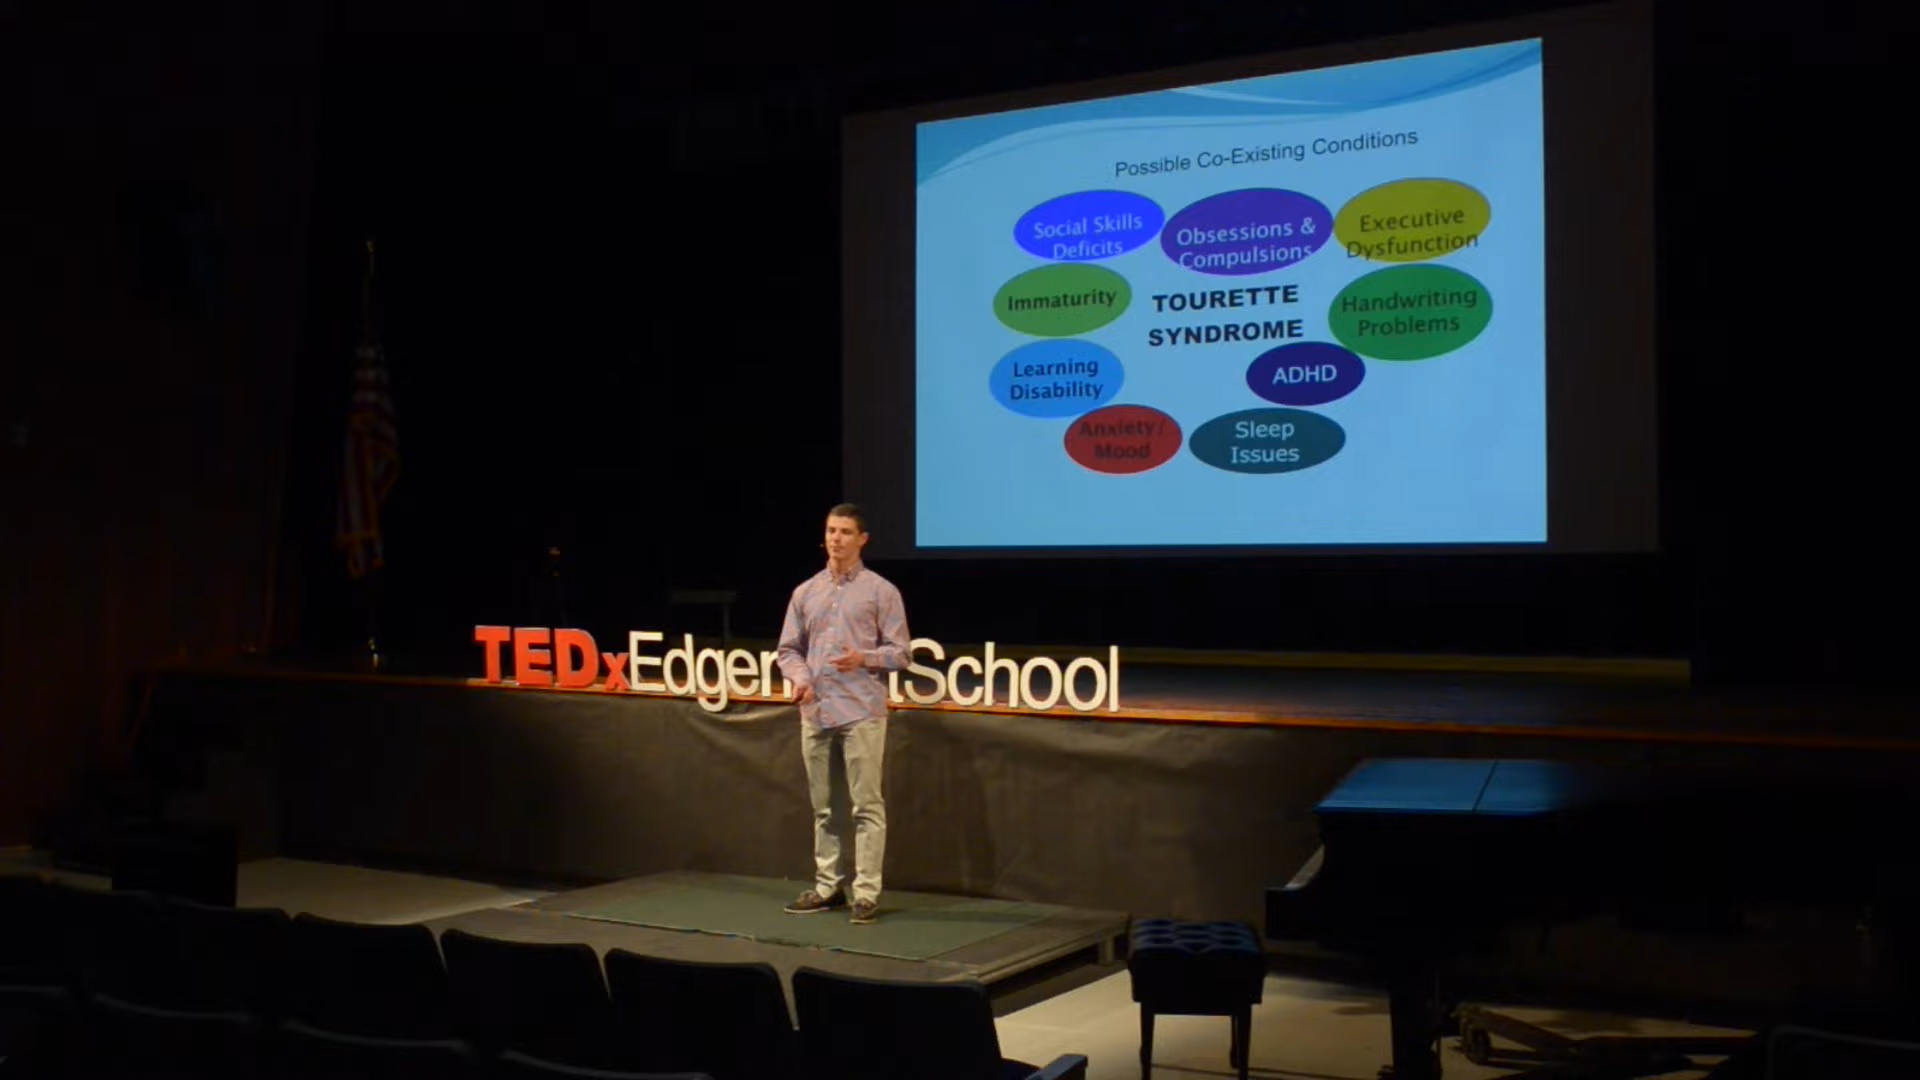 Possible Co-Existing Conditions
Social Skills
Deficits
Obsessions &
Compulsions
Executive
Dysfunction
Immaturity
TOURETTE
SYNDROME
Handwriting
Problems
Learning
Disability
ADHD
Anxiety/
Mood
Sleep
Issues
TEDx School